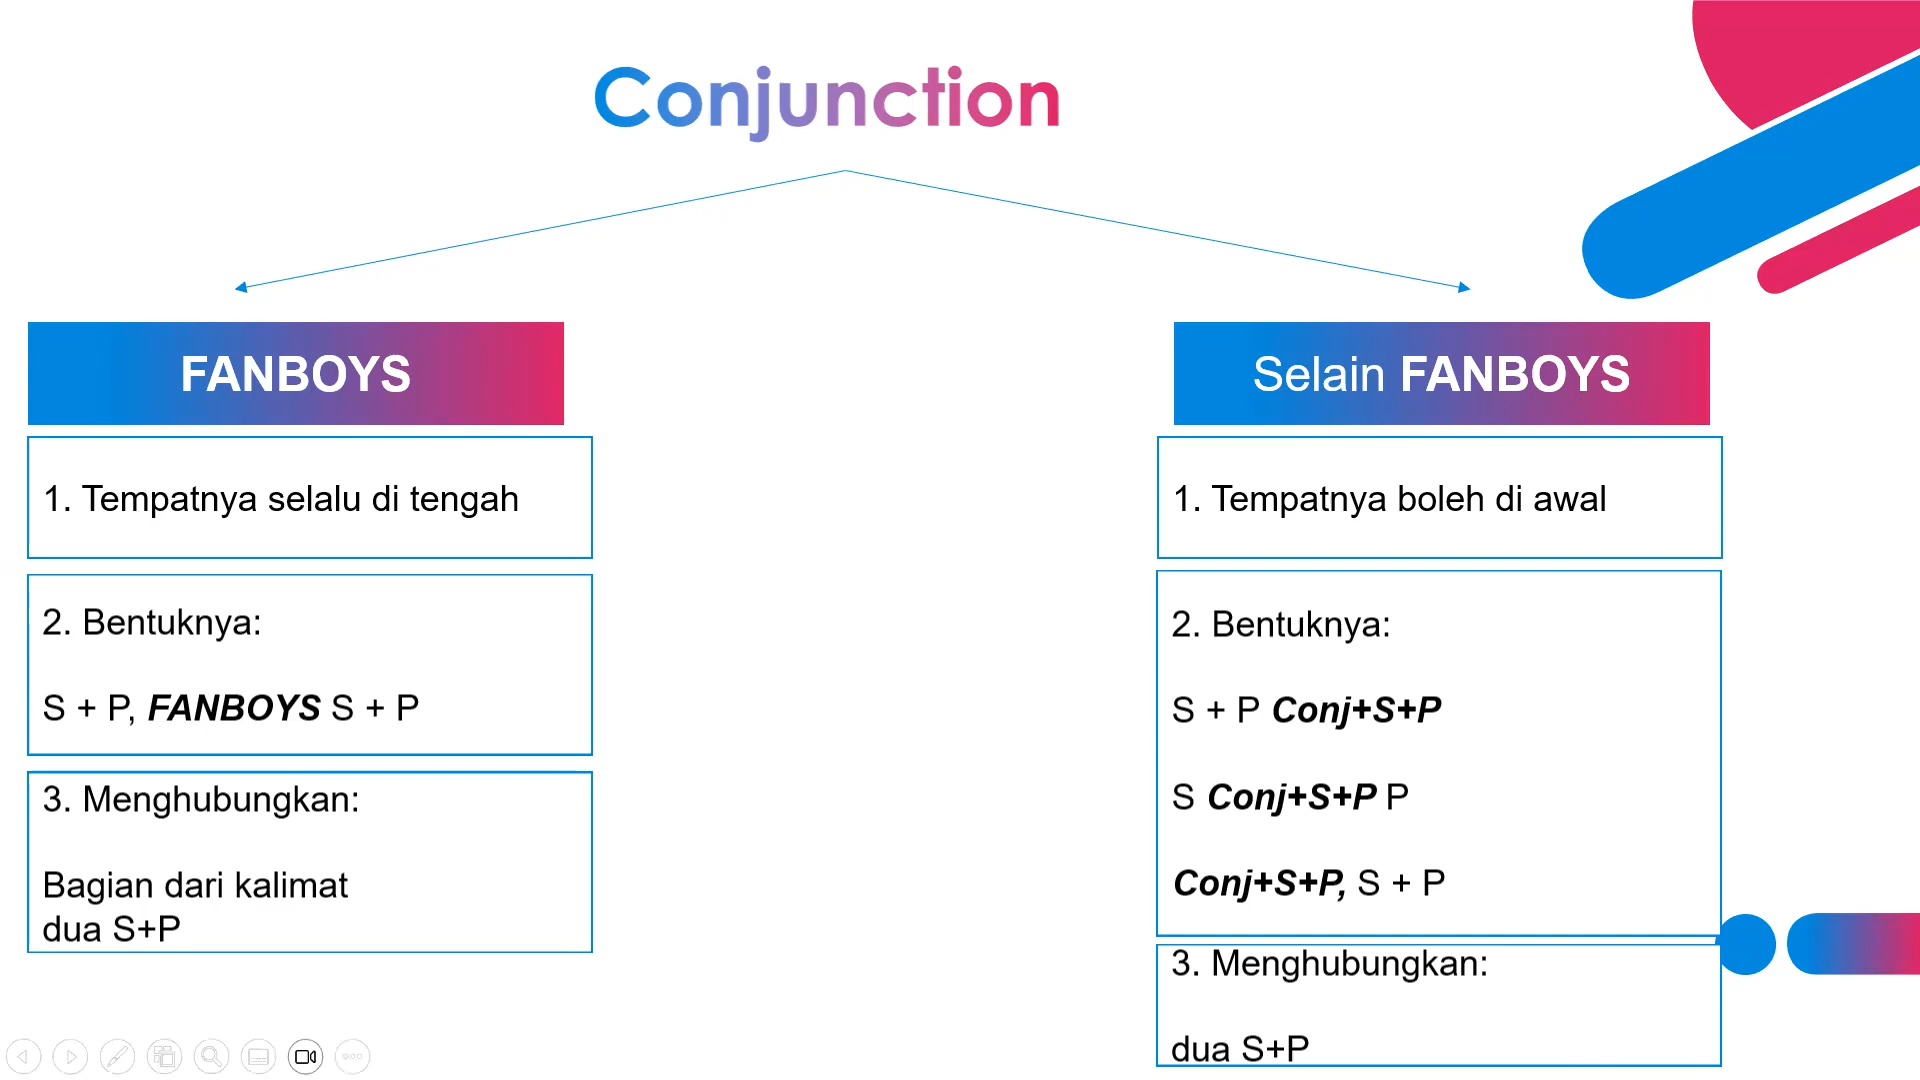 Conjunction
FANBOYS
1. Tempatnya selalu di tengah
2. Bentuknya:
S + P, FANBOYS S + P
3. Menghubungkan:
Bagian dari kalimat
dua S+P
Selain FANBOYS
1. Tempatnya boleh di awal
2. Bentuknya:
S + P Conj+S+P
S Conj+S+P P
Conj+S+P, S + P
3. Menghubungkan:
dua S+P